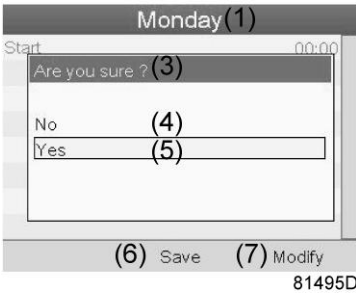 Monday(1)
Start 00:00
Are you sure ?(3)
No (4)
Yes (5)
(6) Save (7) Modify
81495D